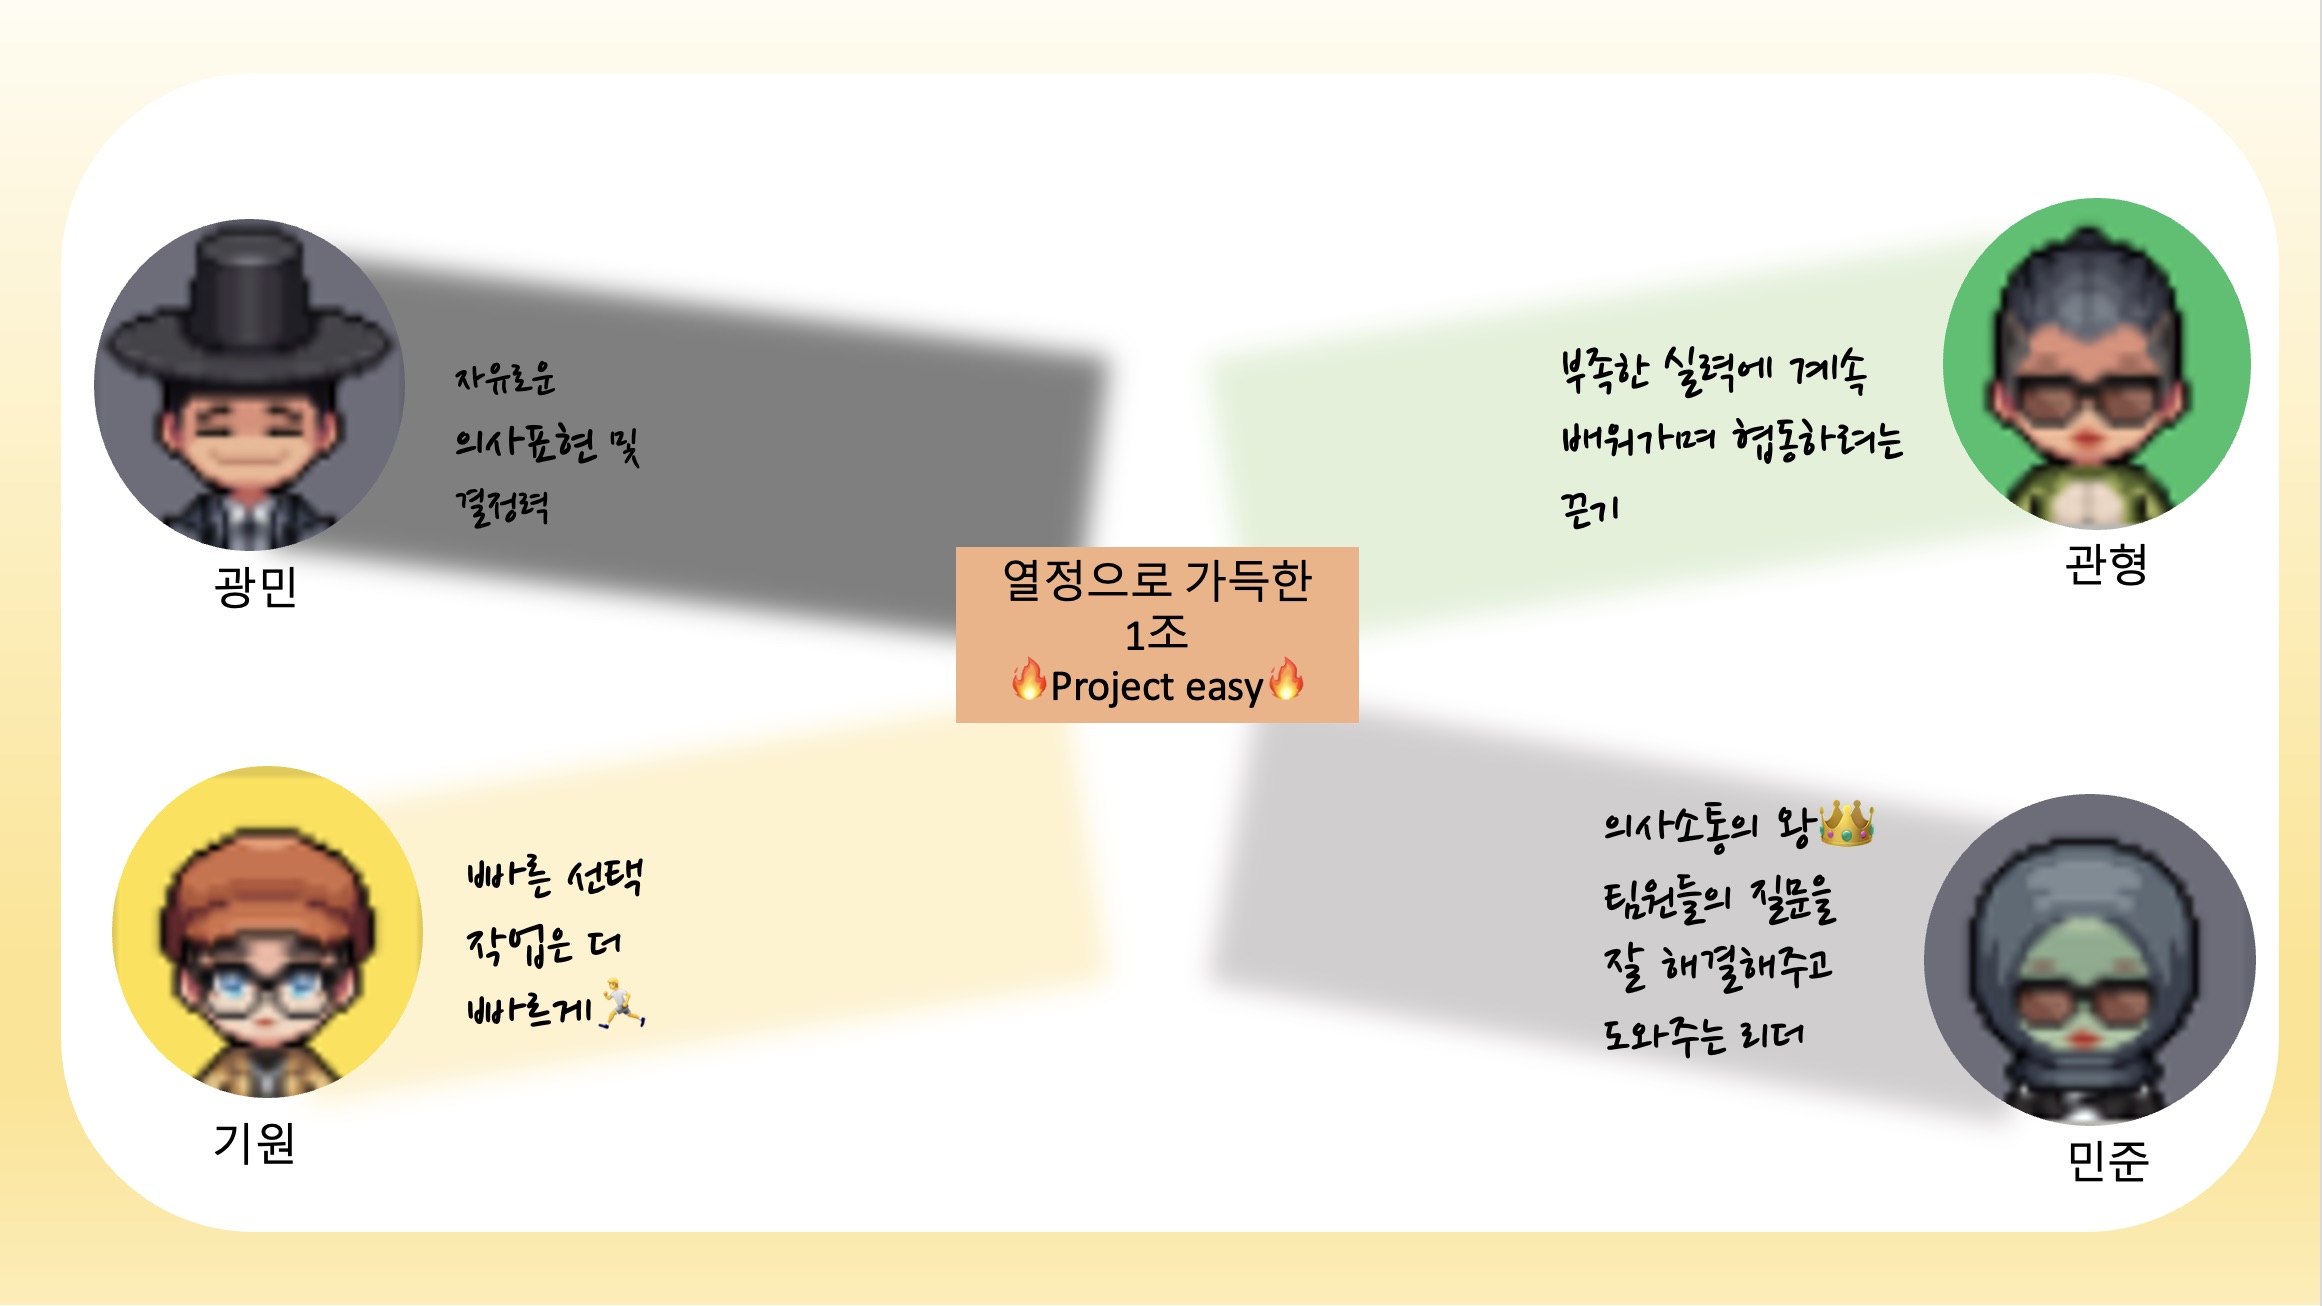 자유로운
의사표현 및
결정력
광민
부족한 실력에 계속
배워가며 협동하려는
끈기
관형
열정으로 가득한
1조
🔥Project easy🔥
빠른 선택
작업은 더
빠르게🏃
기원
의사소통의 왕👑
팀원들의 질문을
잘 해결해주고
도와주는 리더
민준